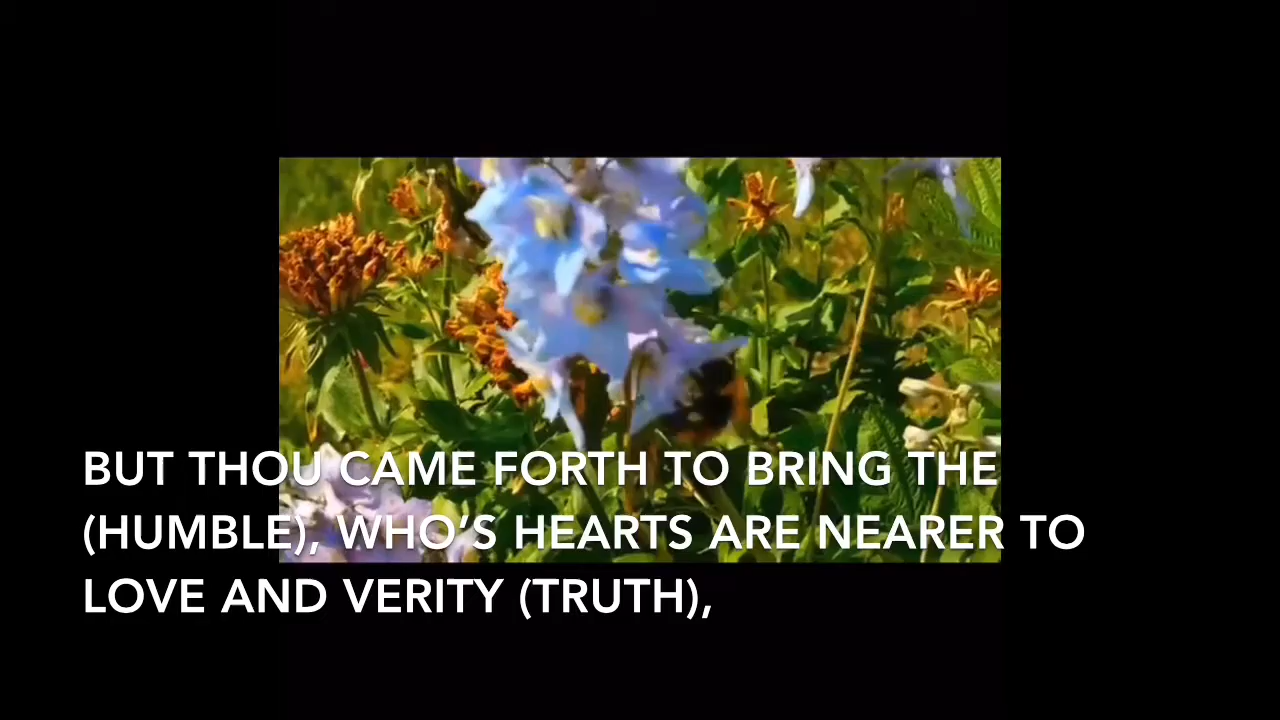 BUT THOU CAME FORTH TO BRING THE
(HUMBLE), WHO’S HEARTS ARE NEARER TO
LOVE AND VERITY (TRUTH),